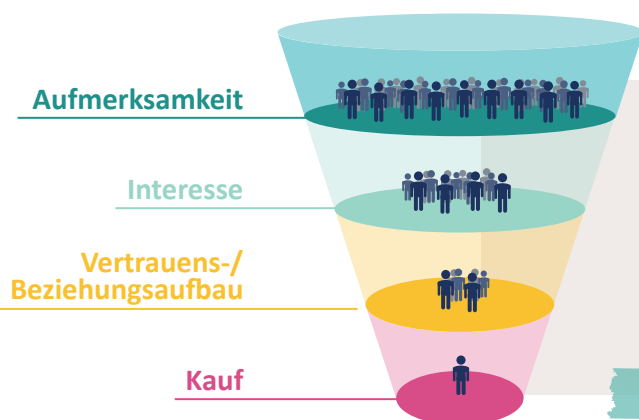 Aufmerksamkeit
Interesse
Vertrauens-/
Beziehungsaufbau
Kauf